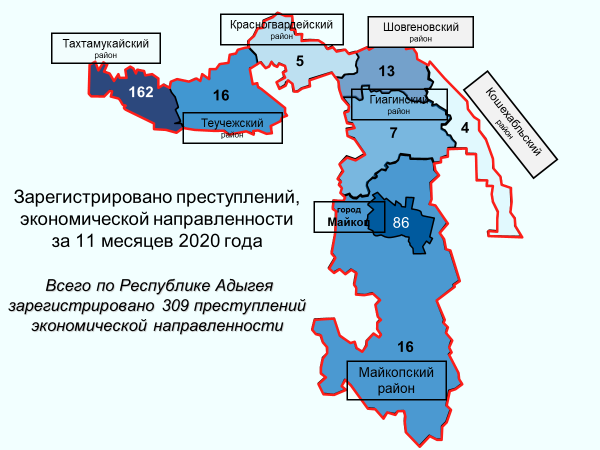 Красногвардейский
район
Шовгеновский
район
Тахтамукайский
район
5
13
162
16
Гиагинский
район
Кошехабльский
район
Теучежский
район
7
4
Зарегистрировано преступлений,
экономической направленности
за 11 месяцев 2020 года
город
Майкоп
86
Всего по Республике Адыгея
зарегистрировано 309 преступлений
экономической направленности
16
Майкопский
район